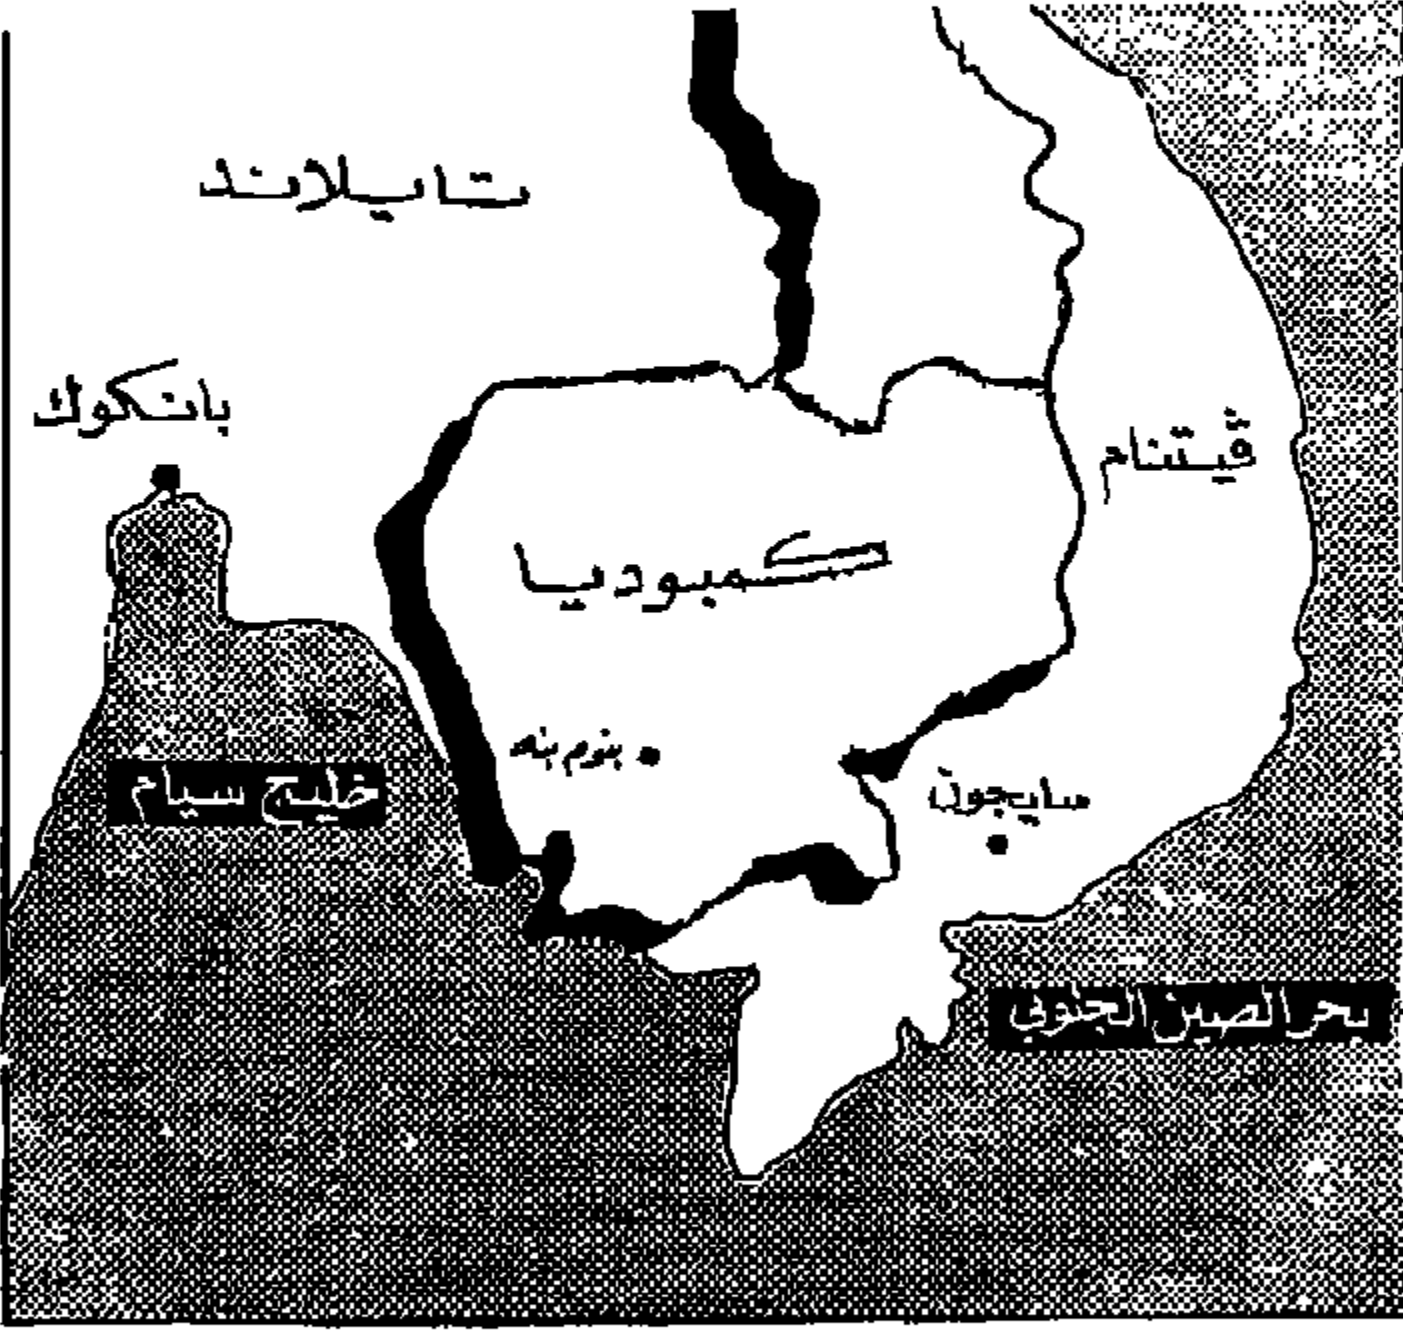 تايلاند
بانكوك
ڤيتنام
كمبوديا
بنوم بنه
سايجون
خليج سيام
بحر الصين الجنوبي